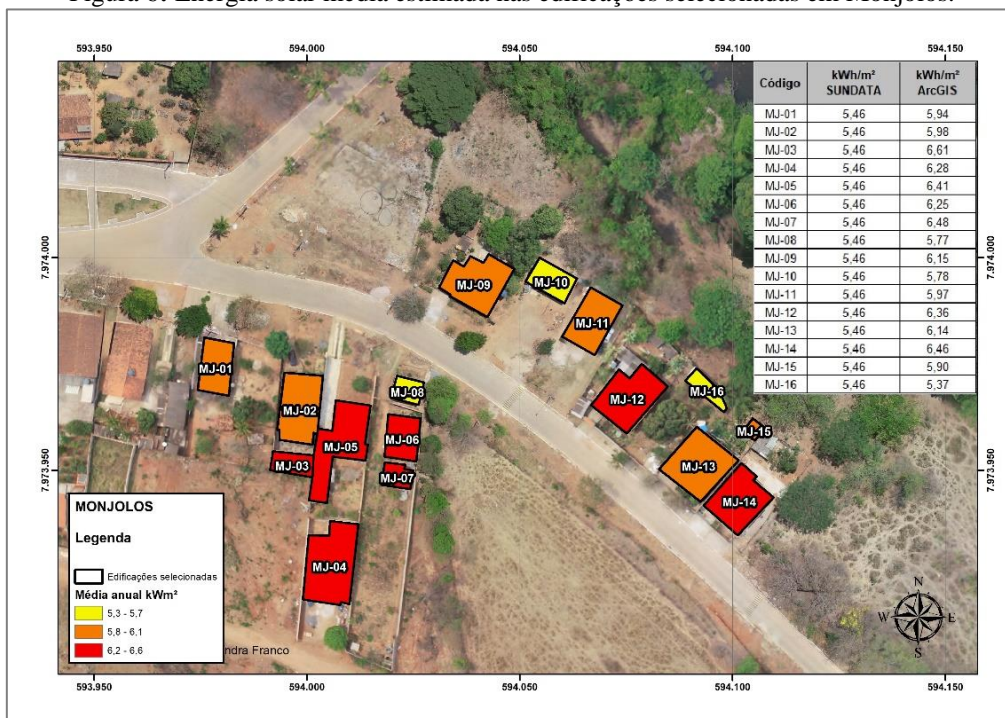 Figura 6: Energia solar média estimada nas edificações selecionadas em Monjolos.
593.950 594.000 594.050 594.100 594.150
Código kWh/m² SUNDATA kWh/m² ArcGIS
MJ-01 5,46 5,94
MJ-02 5,46 5,98
MJ-03 5,46 6,61
MJ-04 5,46 6,28
MJ-05 5,46 6,41
MJ-06 5,46 6,25
MJ-07 5,46 6,48
MJ-08 5,46 5,77
MJ-09 5,46 6,15
MJ-10 5,46 5,78
MJ-11 5,46 5,97
MJ-12 5,46 6,36
MJ-13 5,46 6,14
MJ-14 5,46 6,46
MJ-15 5,46 5,90
MJ-16 5,46 5,37
7.974.000 7.974.000
MJ-09
MJ-10
MJ-11
MJ-01
MJ-08
MJ-16
MJ-12
MJ-02
MJ-15
MJ-06
MJ-05
MJ-03
MJ-13
MJ-07
MJ-14
MJ-04
7.973.950 7.973.950
MONJOLOS
Legenda
Edificações selecionadas
Média anual kWm²
5,3 - 5,7
5,8 - 6,1
6,2 - 6.6
ndra Franco
N
W E
S
593.950 594.000 594.050 594.100 594.150